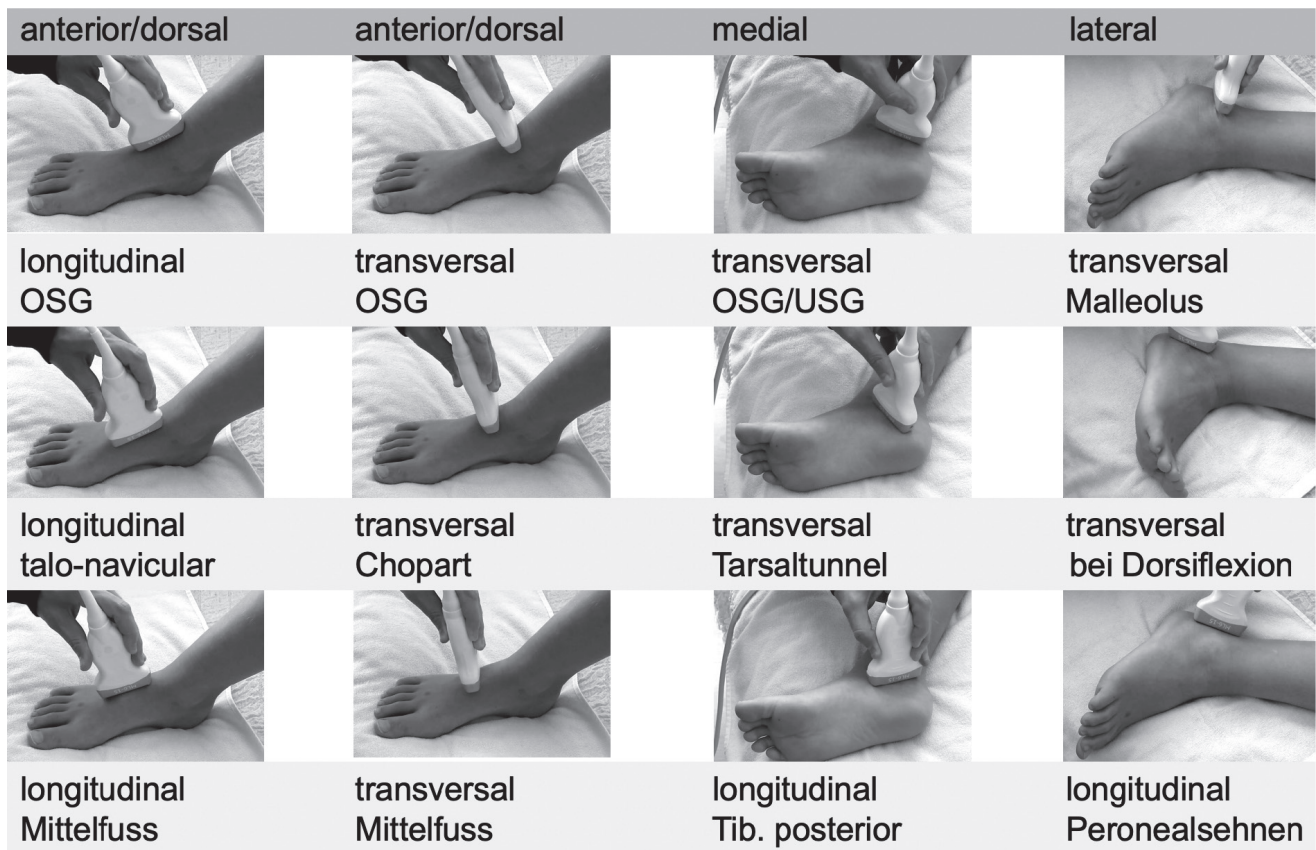 anterior/dorsal anterior/dorsal medial lateral
longitudinal transversal transversal transversal
OSG OSG OSG/USG Malleolus
longitudinal transversal transversal transversal
talo-navicular Chopart Tarsaltunnel bei Dorsiflexion
longitudinal transversal longitudinal longitudinal
Mittelfuss Mittelfuss Tib. posterior Peronealsehnen